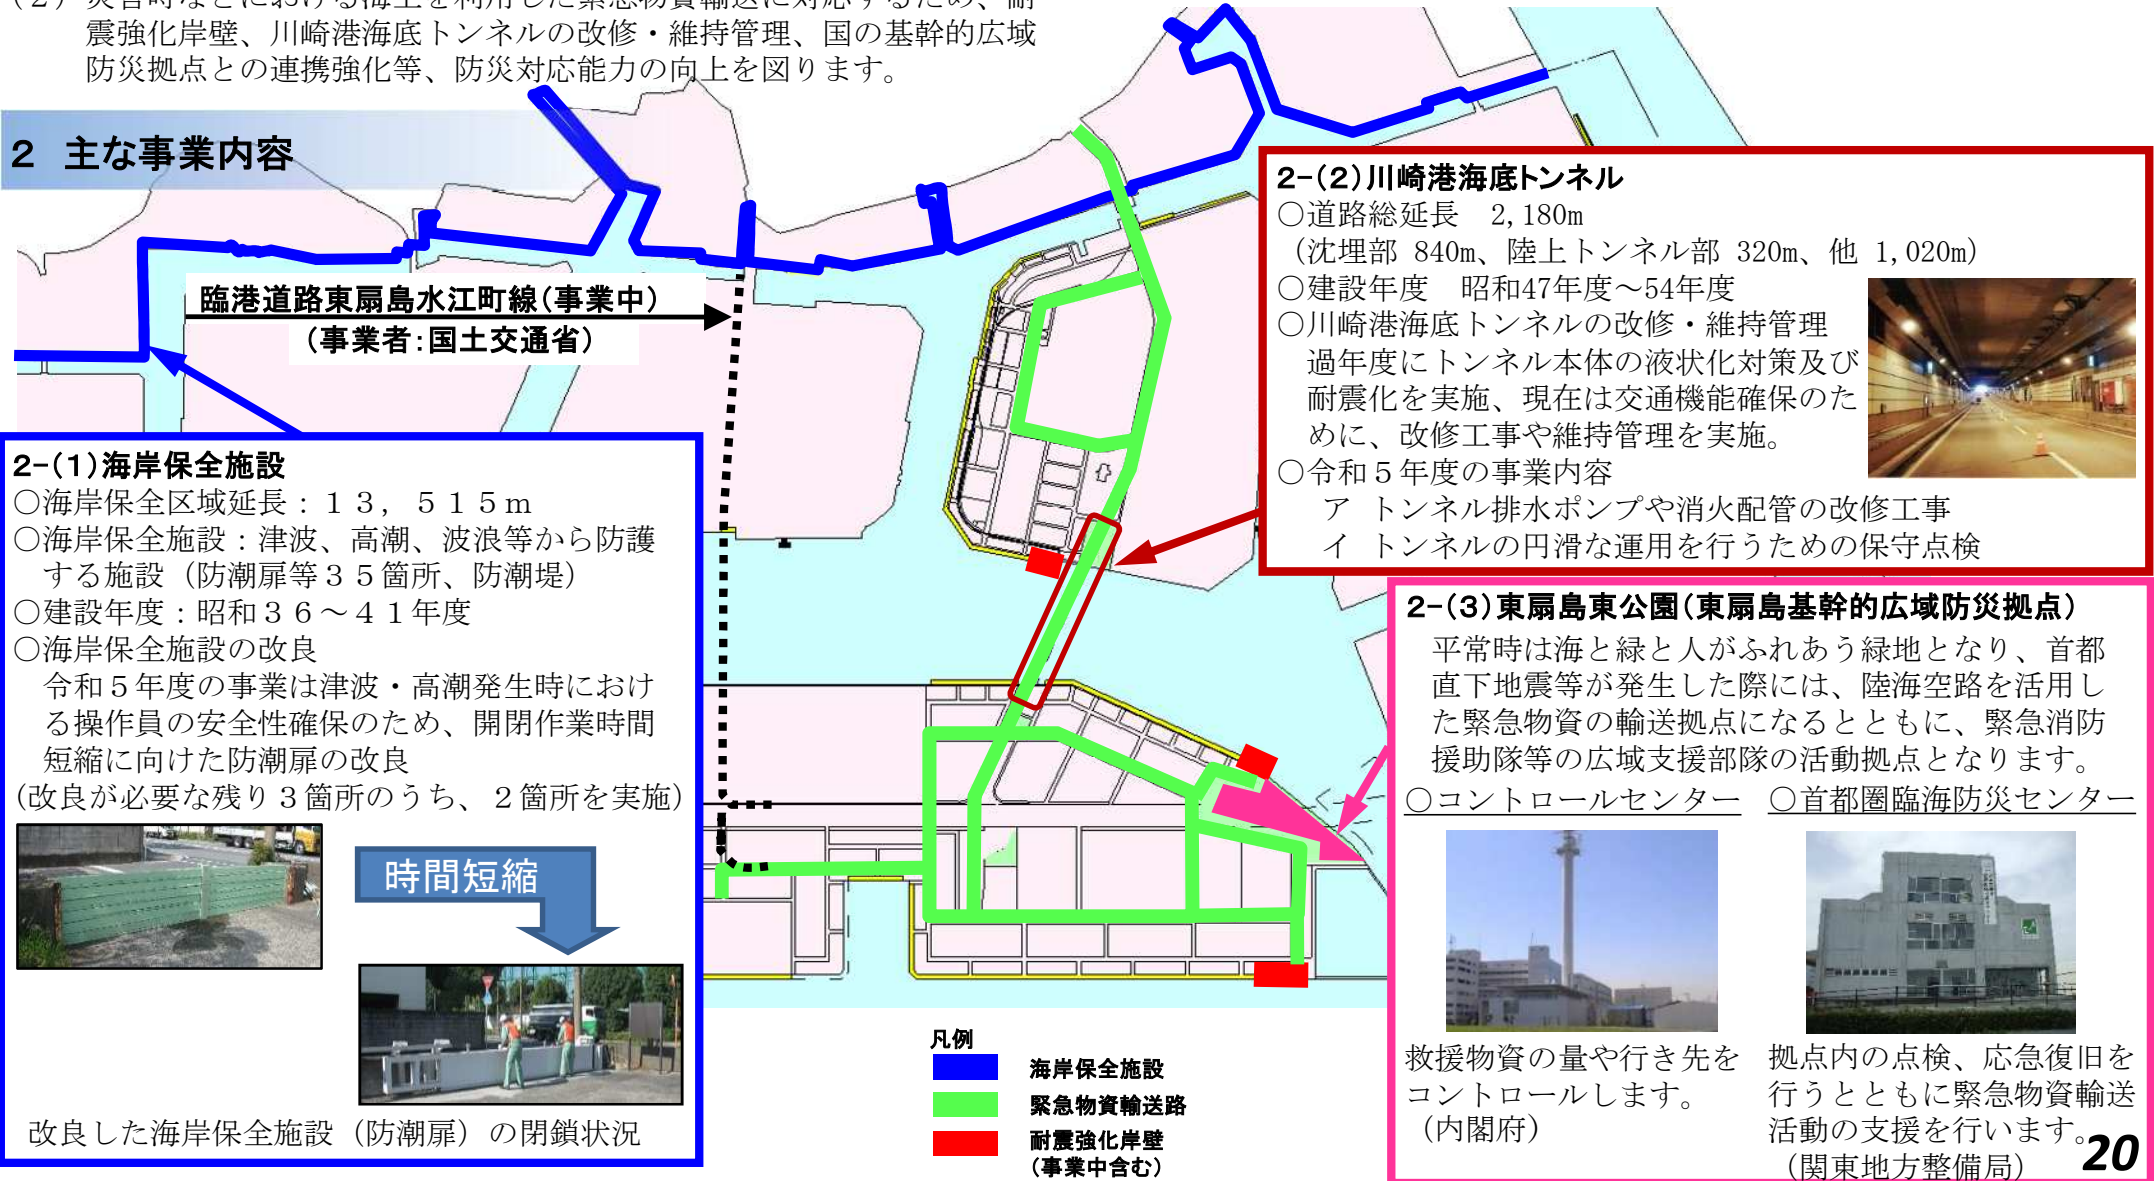 (2) 災害時などにおける海上を利用した緊急物資輸送に対応するため、耐
震強化岸壁、川崎港海底トンネルの改修・維持管理、国の基幹的広域
防災拠点との連携強化等、防災対応能力の向上を図ります。
2 主な事業内容
臨港道路東扇島水江町線(事業中)
(事業者:国土交通省)
2-(1)海岸保全施設
○海岸保全区域延長:13,515m
○海岸保全施設:津波、高潮、波浪等から防護
する施設(防潮扉等35箇所、防潮堤)
○建設年度:昭和36~41年度
○海岸保全施設の改良
令和5年度の事業は津波・高潮発生時におけ
る操作員の安全性確保のため、開閉作業時間
短縮に向けた防潮扉の改良
(改良が必要な残り3箇所のうち、2箇所を実施)
時間短縮
改良した海岸保全施設(防潮扉)の閉鎖状況
2-(2)川崎港海底トンネル
○道路総延長 2,180m
(沈埋部 840m、陸上トンネル部 320m、他 1,020m)
○建設年度 昭和47年度~54年度
○川崎港海底トンネルの改修・維持管理
過年度にトンネル本体の液状化対策及び
耐震化を実施、現在は交通機能確保のた
めに、改修工事や維持管理を実施。
○令和5年度の事業内容
ア トンネル排水ポンプや消火配管の改修工事
イ トンネルの円滑な運用を行うための保守点検
2-(3)東扇島東公園(東扇島基幹的広域防災拠点)
平常時は海と緑と人がふれあう緑地となり、首都
直下地震等が発生した際には、陸海空路を活用し
た緊急物資の輸送拠点になるとともに、緊急消防
援助隊等の広域支援部隊の活動拠点となります。
○コントロールセンター
救援物資の量や行き先を
コントロールします。
(内閣府)
○首都圏臨海防災センター
拠点内の点検、応急復旧を
行うとともに緊急物資輸送
活動の支援を行います。
(関東地方整備局)
凡例
海岸保全施設
緊急物資輸送路
耐震強化岸壁
(事業中含む)
20